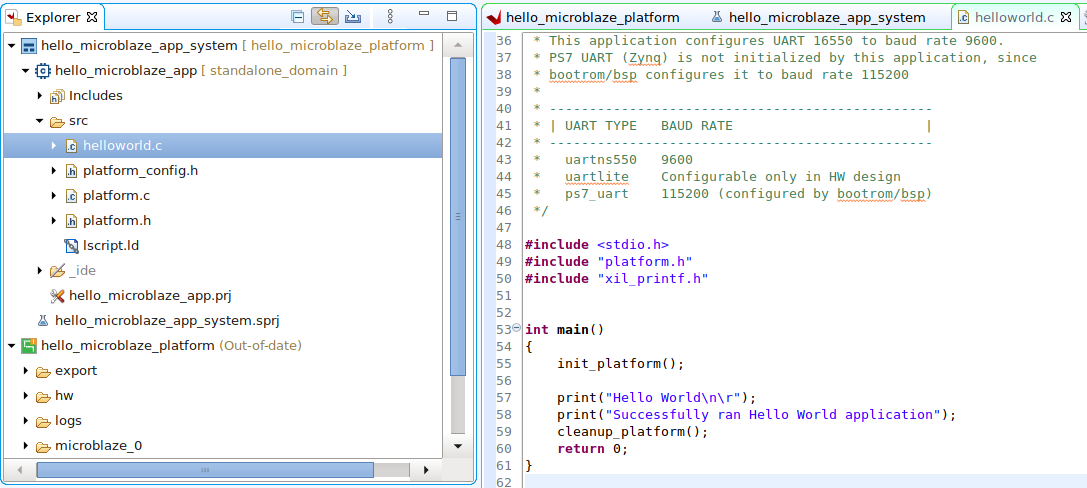 Explorer
hello_microblaze_app_system [ hello_microblaze_platform ]
hello_microblaze_app [ standalone_domain ]
Includes
src
helloworld.c
platform_config.h
platform.c
platform.h
lscript.ld
_ide
hello_microblaze_app.prj
hello_microblaze_app_system.sprj
hello_microblaze_platform (Out-of-date)
export
hw
logs
microblaze_0
hello_microblaze_platform
hello_microblaze_app_system
helloworld.c
36 * This application configures UART 16550 to baud rate 9600.
37 * PS7 UART (Zynq) is not initialized by this application, since
38 * bootrom/bsp configures it to baud rate 115200
39 *
40 * ------------------------------------------------
41 * | UART TYPE   BAUD RATE                        |
42 * ------------------------------------------------
43 *   uartns550   9600
44 *   uartlite    Configurable only in HW design
45 *   ps7_uart    115200 (configured by bootrom/bsp)
46 */
47
48 #include <stdio.h>
49 #include "platform.h"
50 #include "xil_printf.h"
51
52
53 int main()
54 {
55     init_platform();
56
57     print("Hello World\n\r");
58     print("Successfully ran Hello World application");
59     cleanup_platform();
60     return 0;
61 }
62